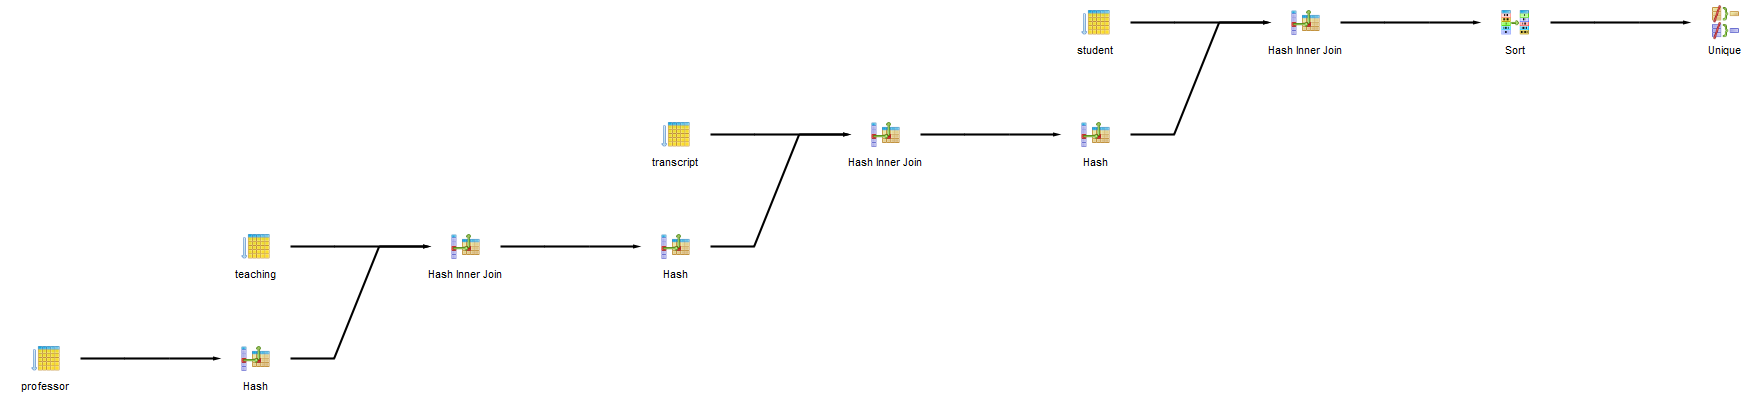 student
Hash Inner Join
Sort
Unique
transcript
Hash Inner Join
Hash
teaching
Hash Inner Join
Hash
professor
Hash